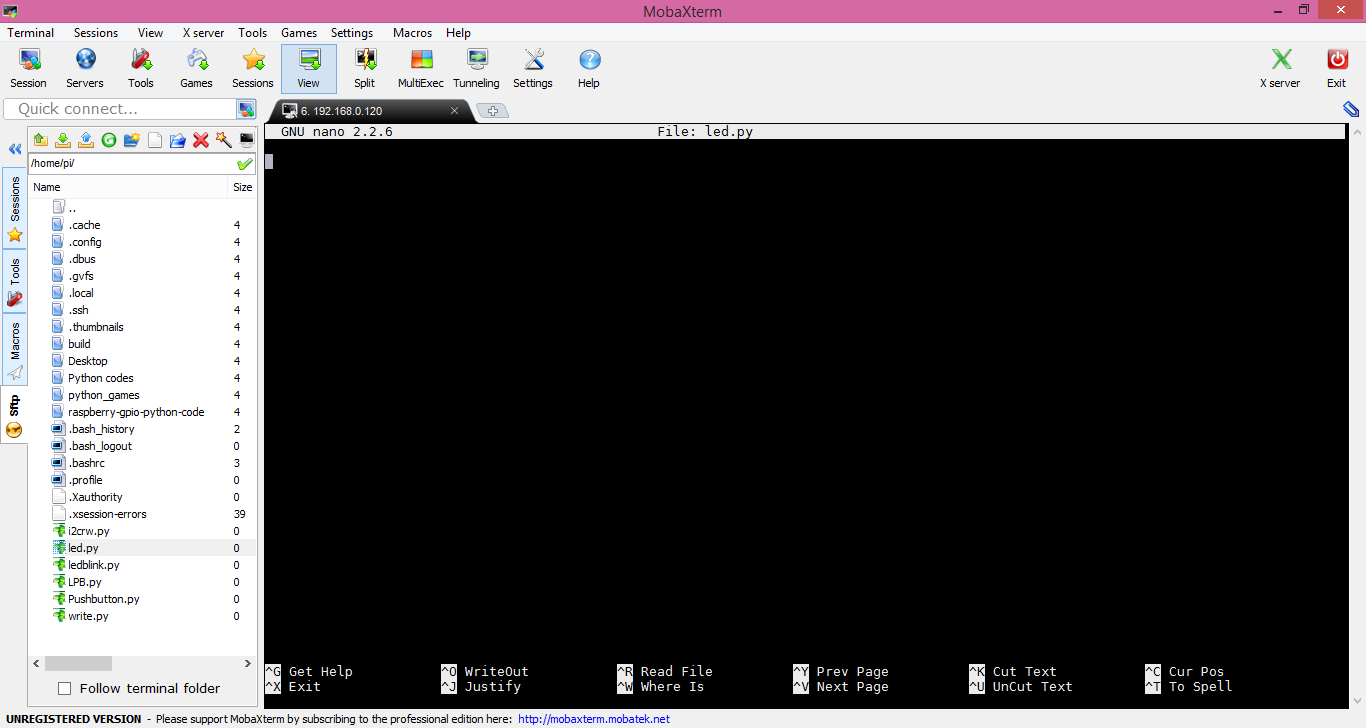 MobaXterm
Terminal Sessions View X server Tools Games Settings Macros Help
Session Servers Tools Games Sessions View Split MultiExec Tunneling Settings Help X server Exit
Quick connect...
6. 192.168.0.120
/home/pi/
Name Size
..
.cache 4
.config 4
.dbus 4
.gvfs 4
.local 4
.ssh 4
.thumbnails 4
build 4
Desktop 4
Python codes 4
python_games 4
raspberry-gpio-python-code 4
.bash_history 2
.bash_logout 0
.bashrc 3
.profile 0
.Xauthority 0
.xsession-errors 39
i2crw.py 0
led.py 0
ledblink.py 0
LPB.py 0
Pushbutton.py 0
write.py 0
Follow terminal folder
Sessions
Tools
Macros
Sftp
GNU nano 2.2.6 File: led.py
^G Get Help ^O WriteOut ^R Read File ^Y Prev Page ^K Cut Text ^C Cur Pos
^X Exit ^J Justify ^W Where Is ^V Next Page ^U UnCut Text ^T To Spell
UNREGISTERED VERSION - Please support MobaXterm by subscribing to the professional edition here: http://mobaxterm.mobatek.net